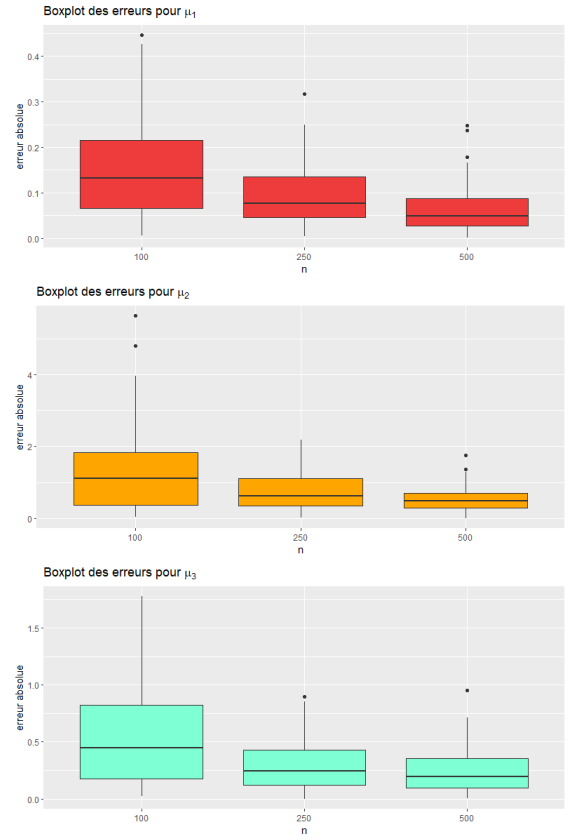 Boxplot des erreurs pour μ₁
erreur absolue
0.4
0.3
0.2
0.1
0.0
100 250 500
n
Boxplot des erreurs pour μ₂
erreur absolue
4
2
0
100 250 500
n
Boxplot des erreurs pour μ₃
erreur absolue
1.5
1.0
0.5
0.0
100 250 500
n